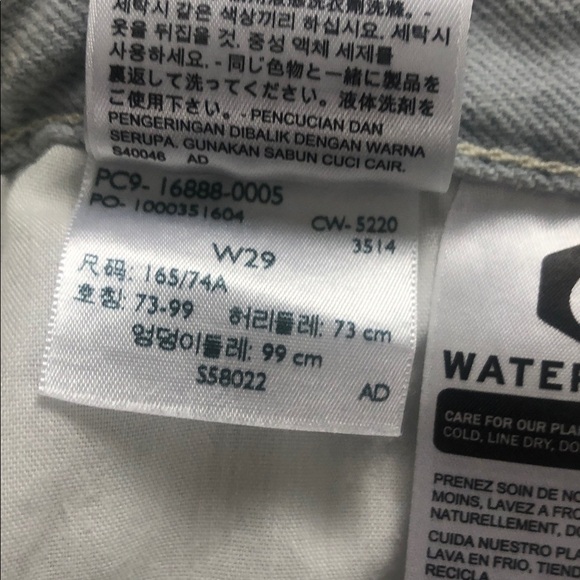 세탁시 같은 색상끼리 하십시요. 세탁시
옷을 뒤집을 것. 중성 액체 세제를
사용하세요. - 同じ色物と一緒に製品を
裏返して洗ってください。液体洗剤を
ご使用下さい。 - PENCUCIAN DAN
PENGERINGAN DIBALIK DENGAN WARNA
SERUPA. GUNAKAN SABUN CUCI CAIR.
S40046 AD
PC9- 16888-0005
PO- 1000351604 CW- 5220
3514
W29
尺码: 165/74A
호칭: 73-99 허리둘레: 73 cm
엉덩이둘레: 99 cm
S58022 AD
WATER
CARE FOR OUR PLA
COLD, LINE DRY, DO
PRENEZ SOIN DE NO
MOINS, LAVEZ A FRO
NATURELLEMENT, DO
CUIDA NUESTRO PLA
LAVA EN FRIO, TIEND
RECICLA